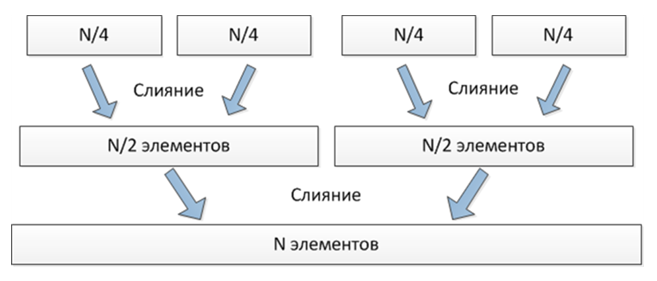 N/4
N/4
N/4
N/4
Слияние
Слияние
N/2 элементов
N/2 элементов
Слияние
N элементов